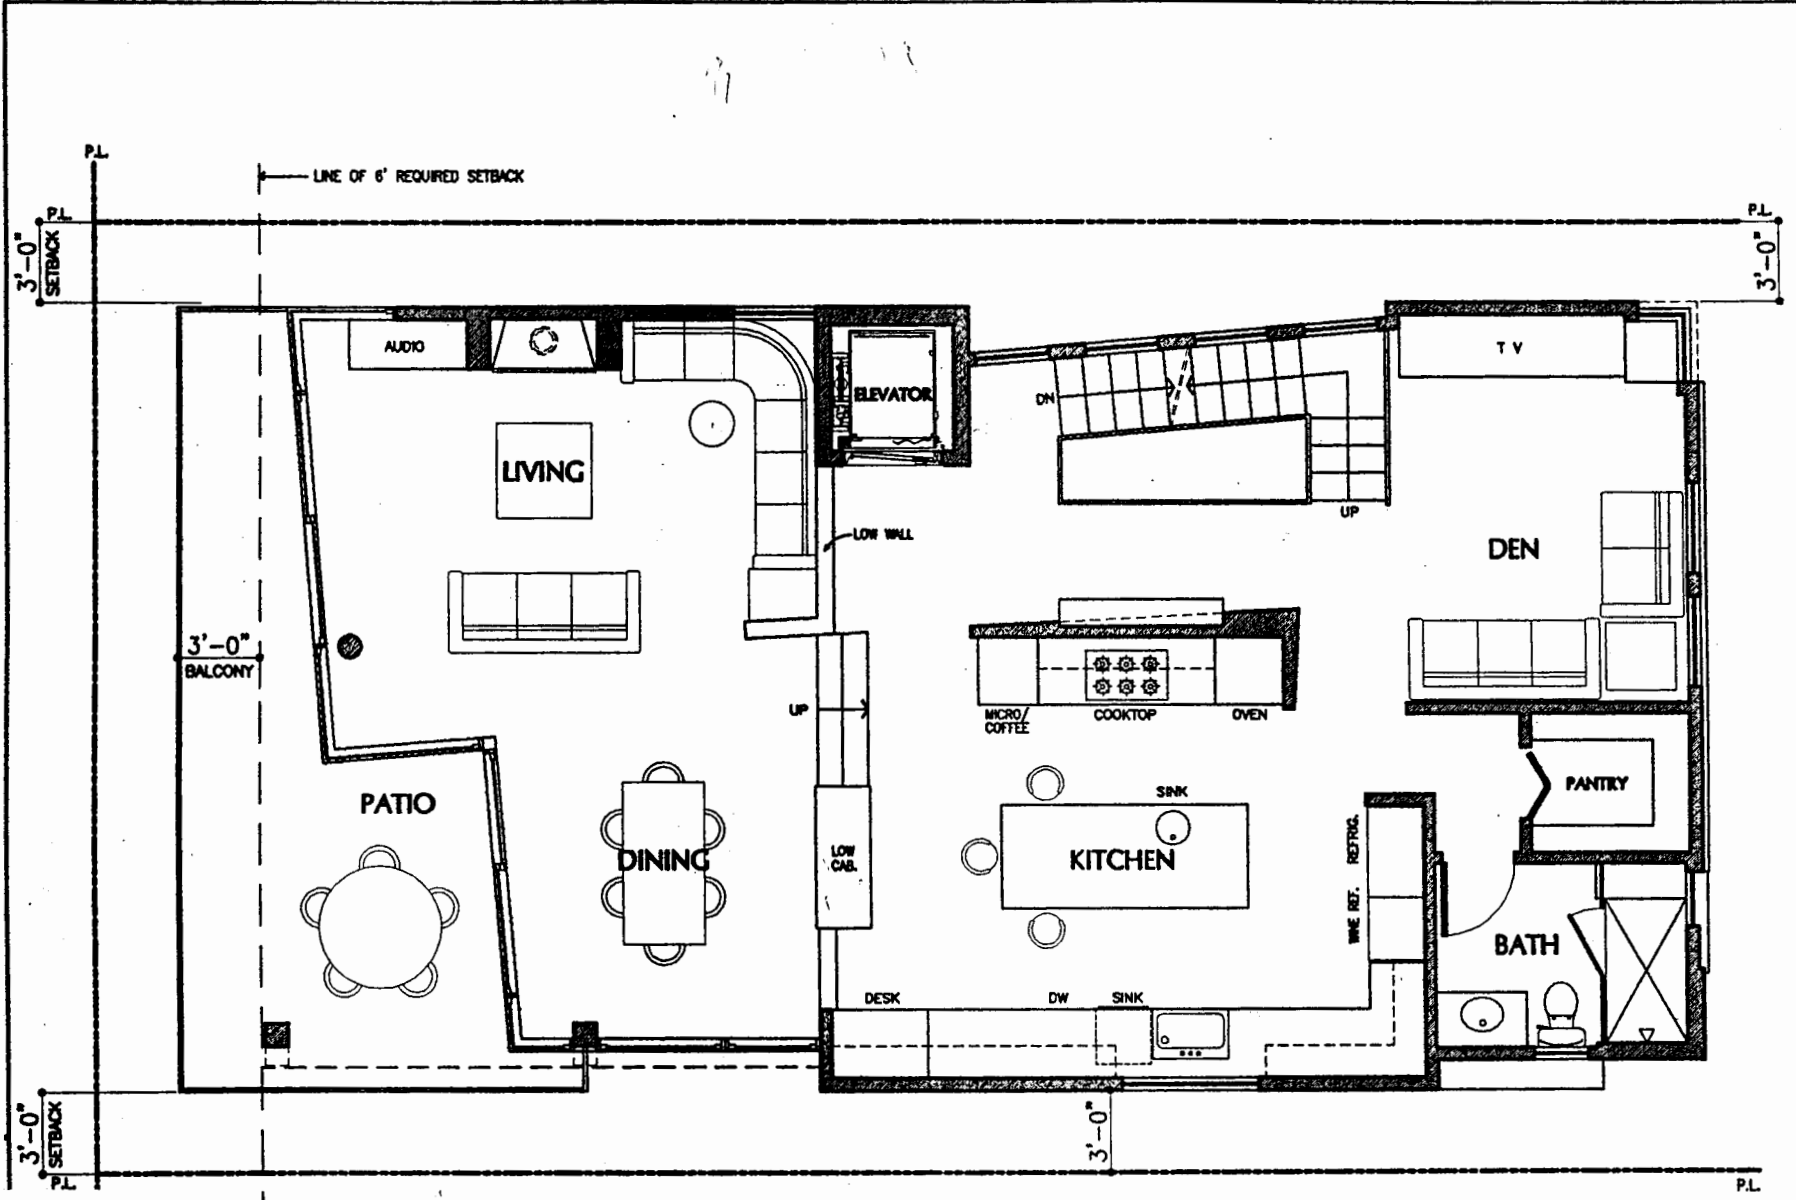 P.L.
LINE OF 6' REQUIRED SETBACK
P.L.
P.L.
3'-0"
SETBACK
3'-0"
AUDIO
TV
ELEVATOR
DN
LIVING
UP
LOW WALL
DEN
3'-0"
BALCONY
UP
MICRO/
COFFEE
COOKTOP
OVEN
PATIO
SINK
PANTRY
DINING
LOW
CAB.
KITCHEN
REFRIG.
WINE REF.
BATH
DESK
DW
SINK
3'-0"
SETBACK
3'-0"
P.L.
P.L.